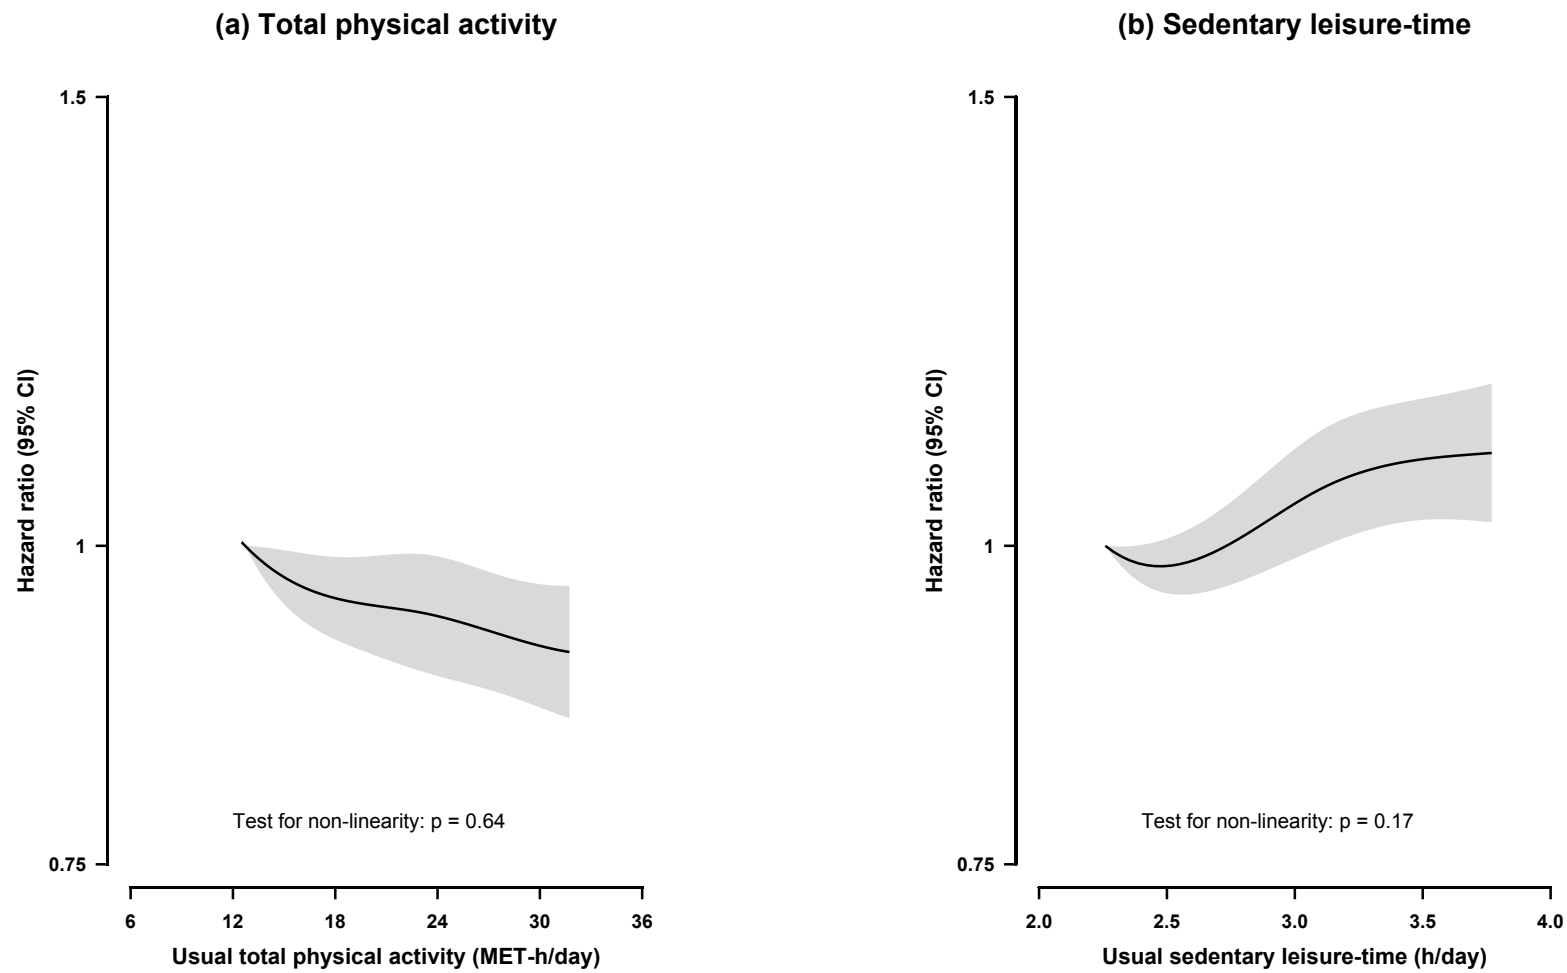 (a) Total physical activity
1.5
1
0.75
Hazard ratio (95% CI)
Test for non-linearity: p = 0.64
6 12 18 24 30 36
Usual total physical activity (MET-h/day)
(b) Sedentary leisure-time
1.5
1
0.75
Hazard ratio (95% CI)
Test for non-linearity: p = 0.17
2.0 2.5 3.0 3.5 4.0
Usual sedentary leisure-time (h/day)